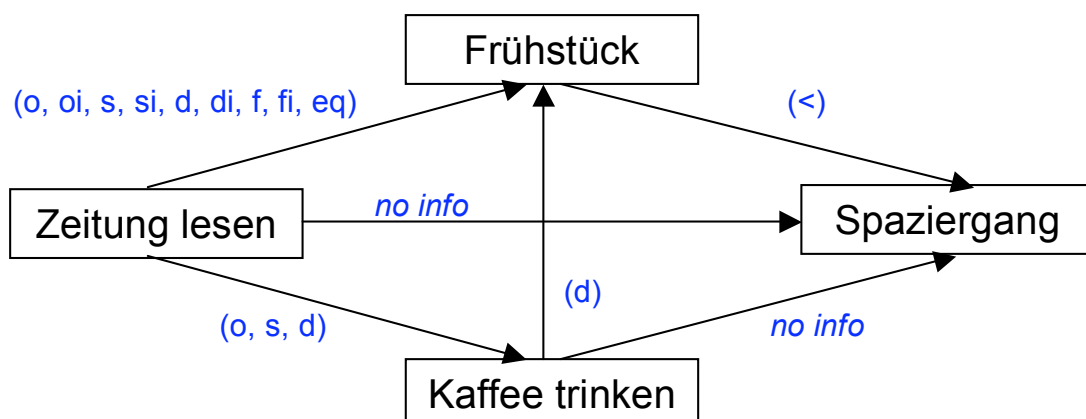 Frühstück
(o, oi, s, si, d, di, f, fi, eq)
(<)
Zeitung lesen
no info
Spaziergang
(o, s, d)
(d)
no info
Kaffee trinken